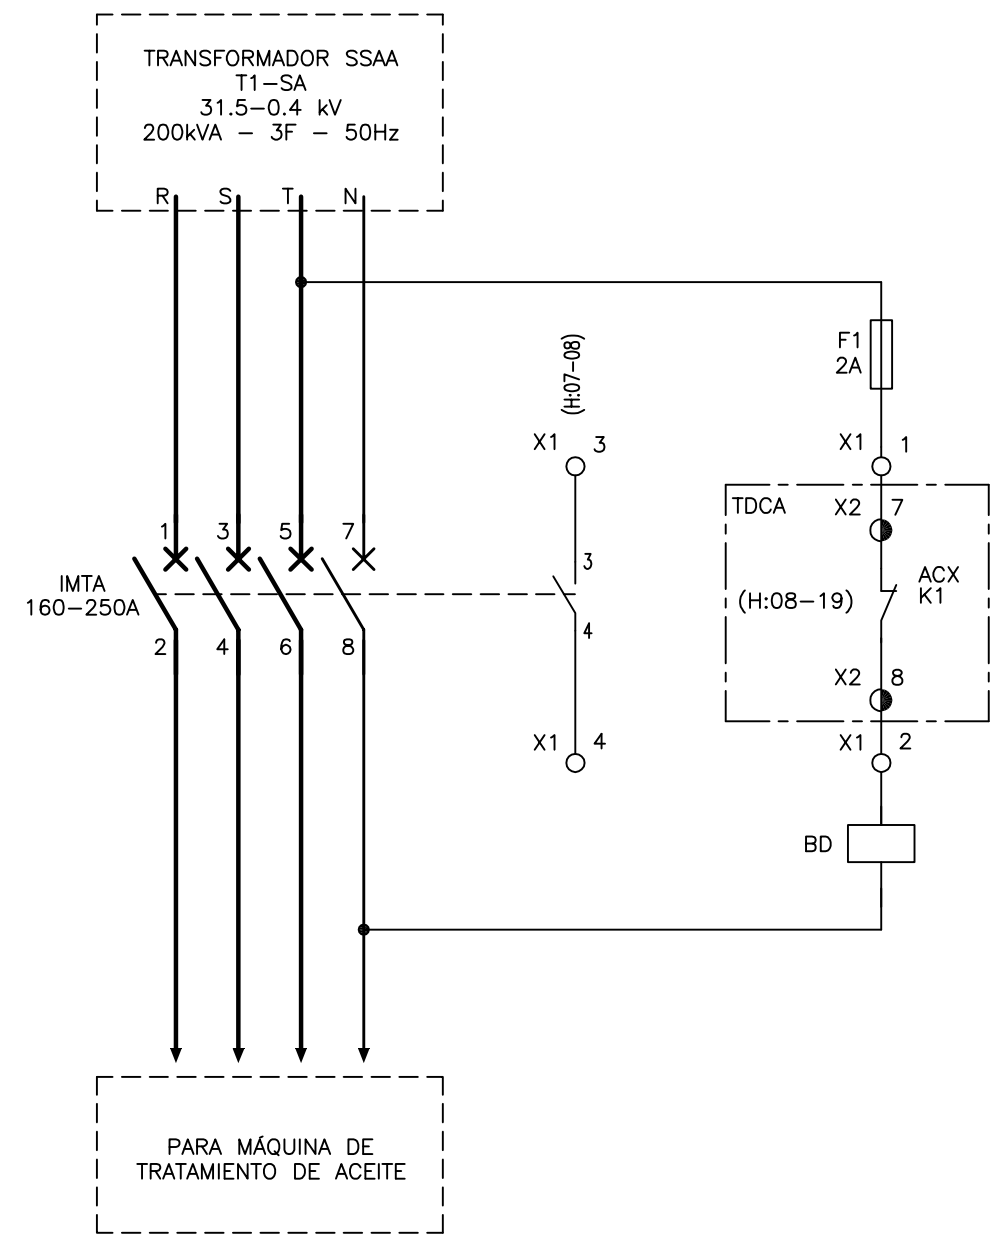 TRANSFORMADOR SSAA
T1-SA
31.5-0.4 kV
200kVA - 3F - 50Hz
R S T N
F1
2A
(H:07-08)
X1 3
X1 1
TDCA
X2 7
1 3 5 7
3
IMTA
160-250A
ACX
K1
(H:08-19)
4
2 4 6 8
X2 8
X1 4
X1 2
BD
PARA MÁQUINA DE
TRATAMIENTO DE ACEITE